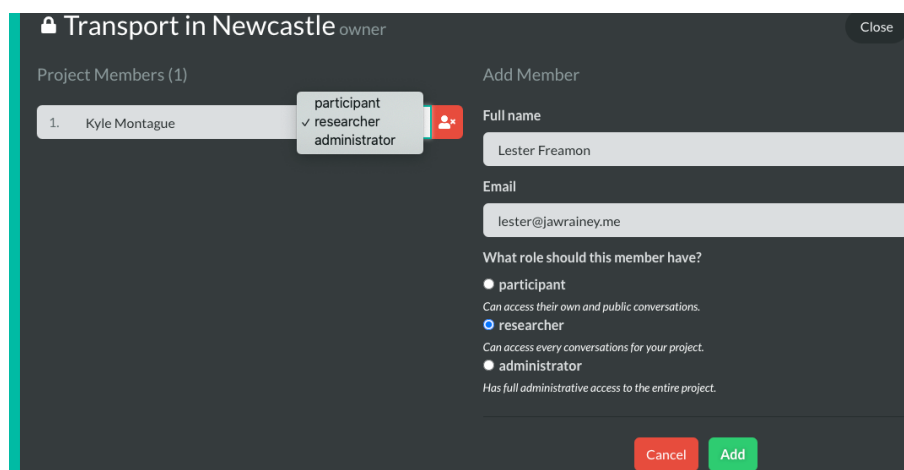 Transport in Newcastle owner
Close
Project Members (1)
1. Kyle Montague
participant
✓ researcher
administrator
Add Member
Full name
Lester Freamon
Email
lester@jawrainey.me
What role should this member have?
participant
Can access their own and public conversations.
researcher
Can access every conversations for your project.
administrator
Has full administrative access to the entire project.
Cancel
Add